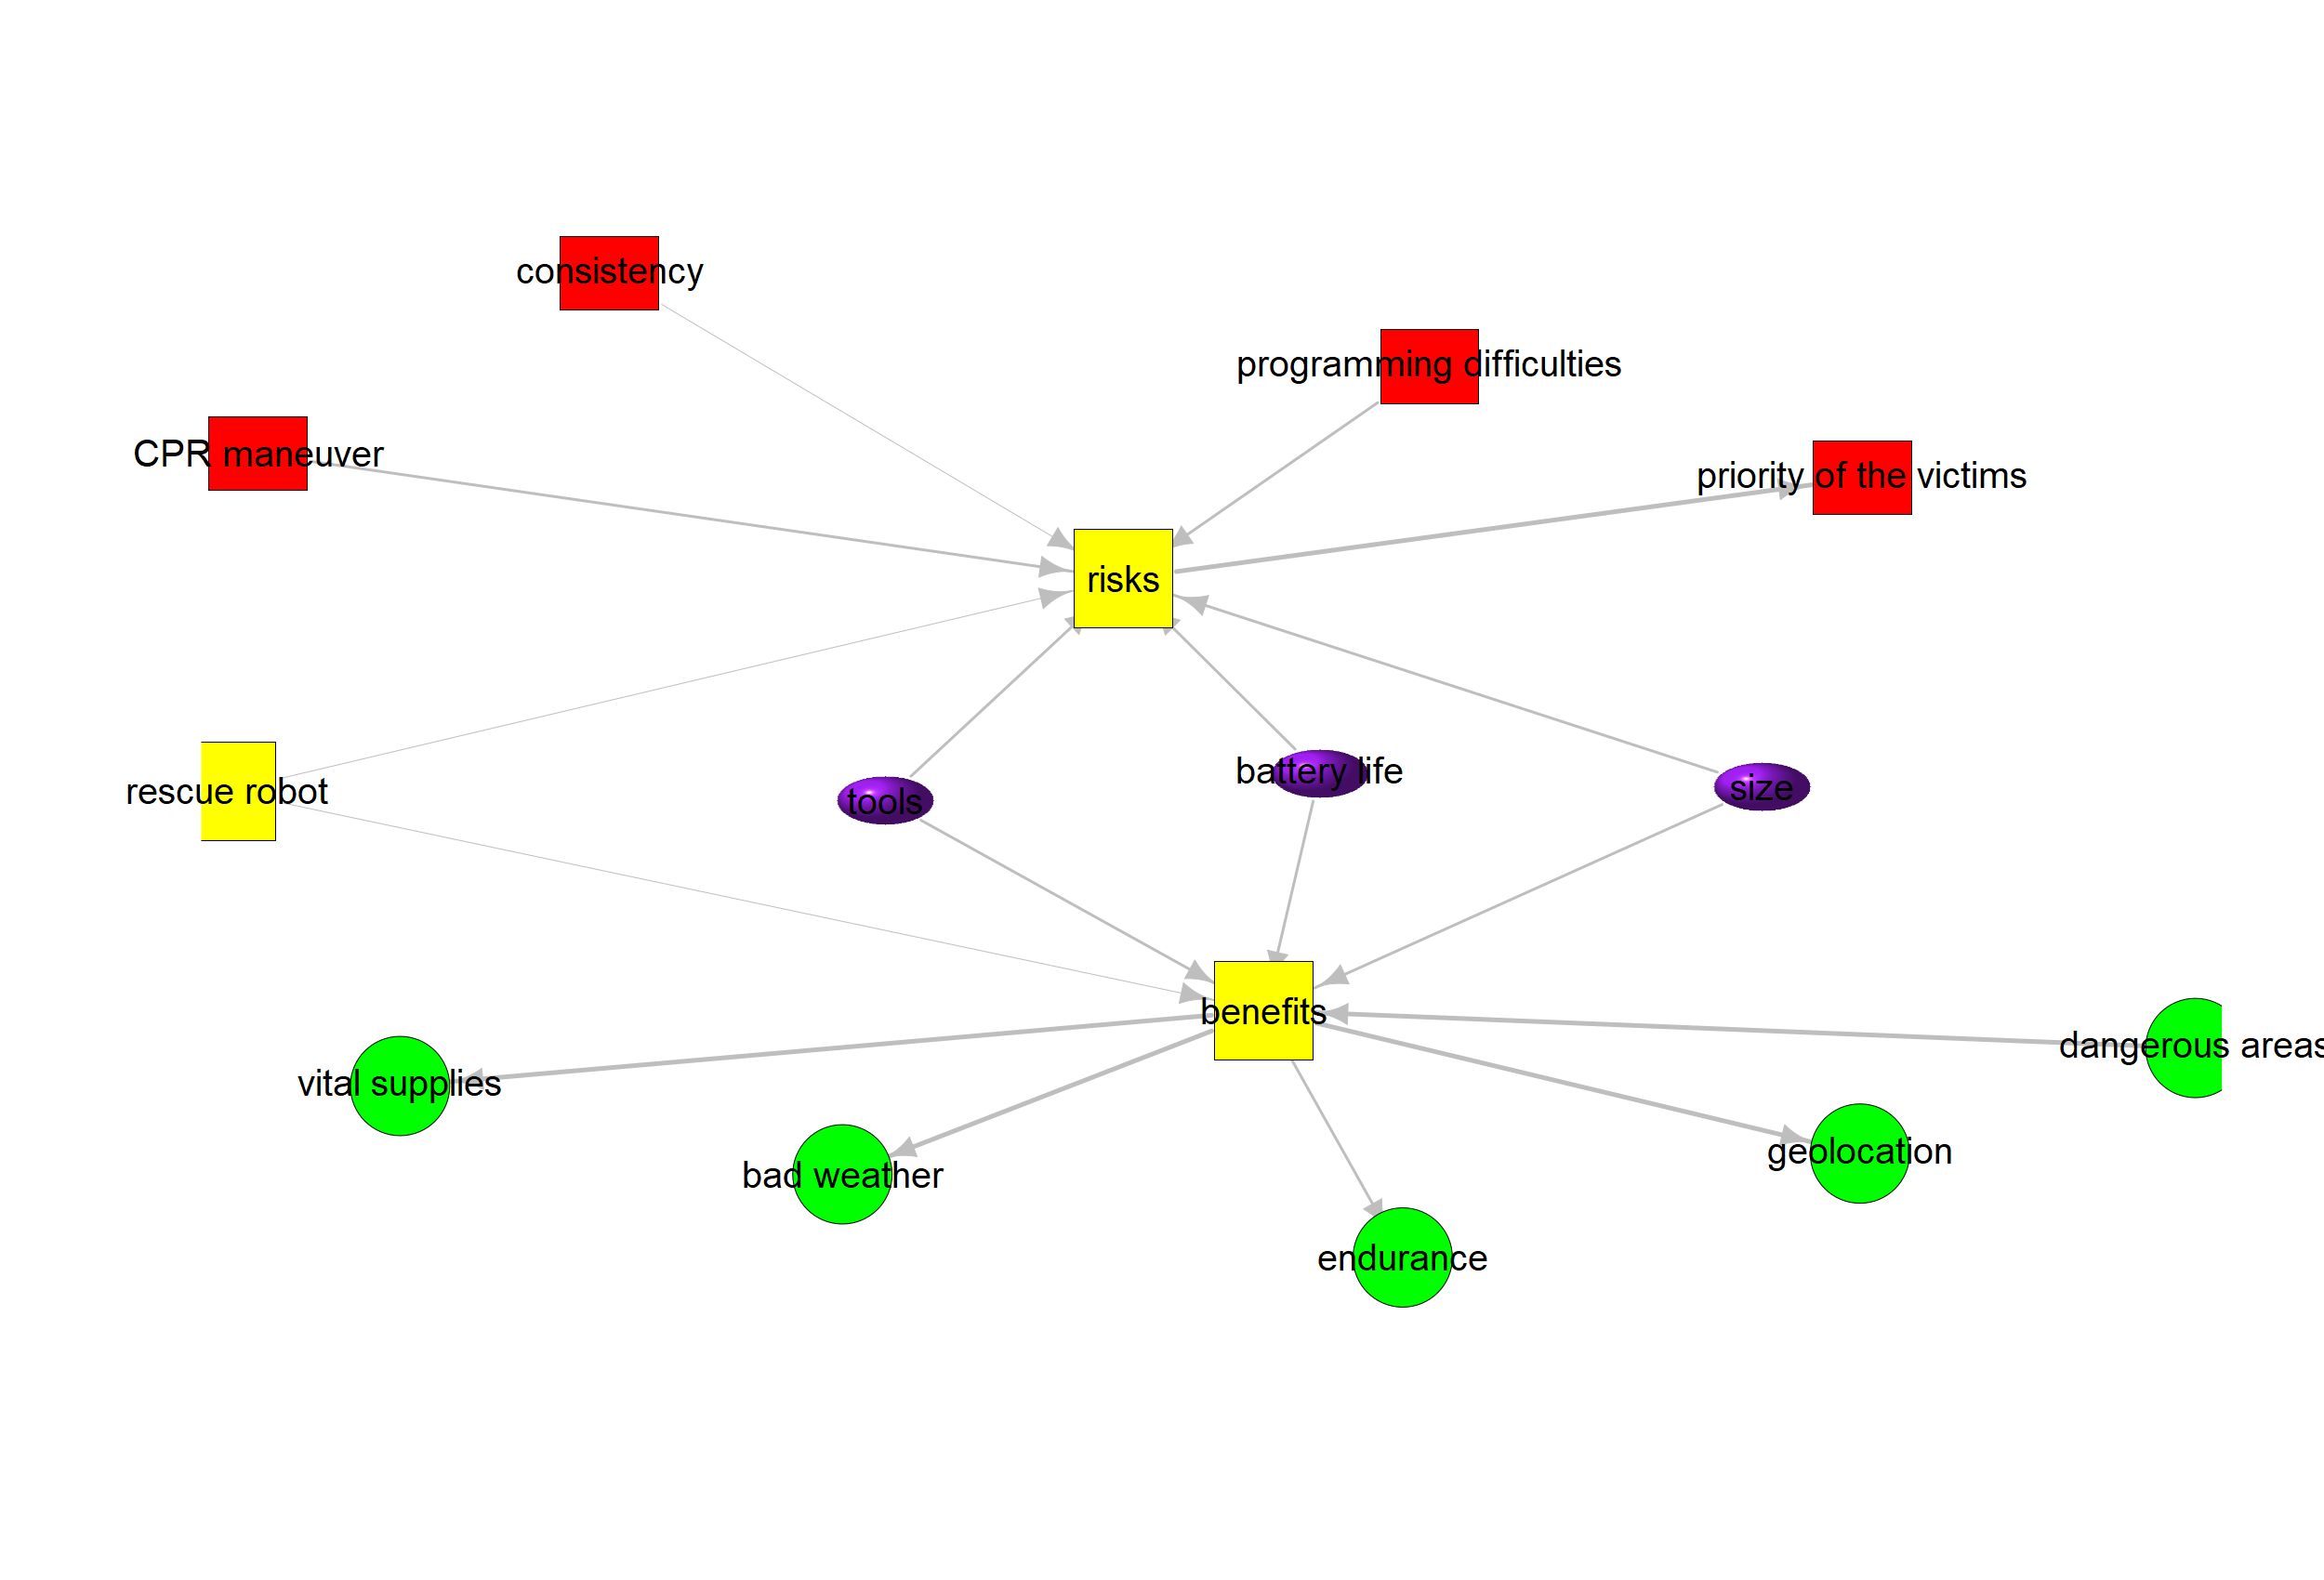 consistency
programming difficulties
CPR maneuver
priority of the victims
risks
rescue robot
tools
battery life
size
benefits
dangerous areas
vital supplies
bad weather
geolocation
endurance